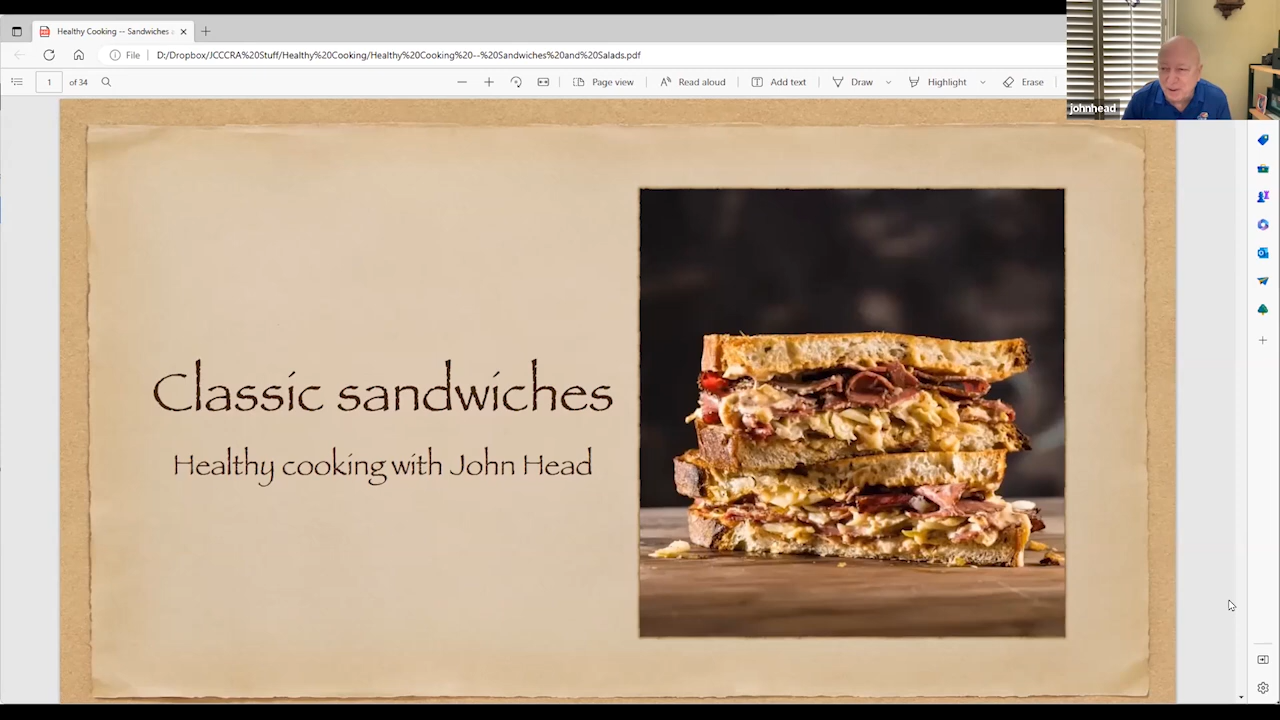 Healthy Cooking -- Sandwiches a
File
D:/Dropbox/JCCCRA%20Stuff/Healthy%20Cooking/Healthy%20Cooking%20--%20Sandwiches%20and%20Salads.pdf
1 of 34
Page view
Read aloud
Add text
Draw
Highlight
Erase
johnhead
Classic sandwiches
Healthy cooking with John Head